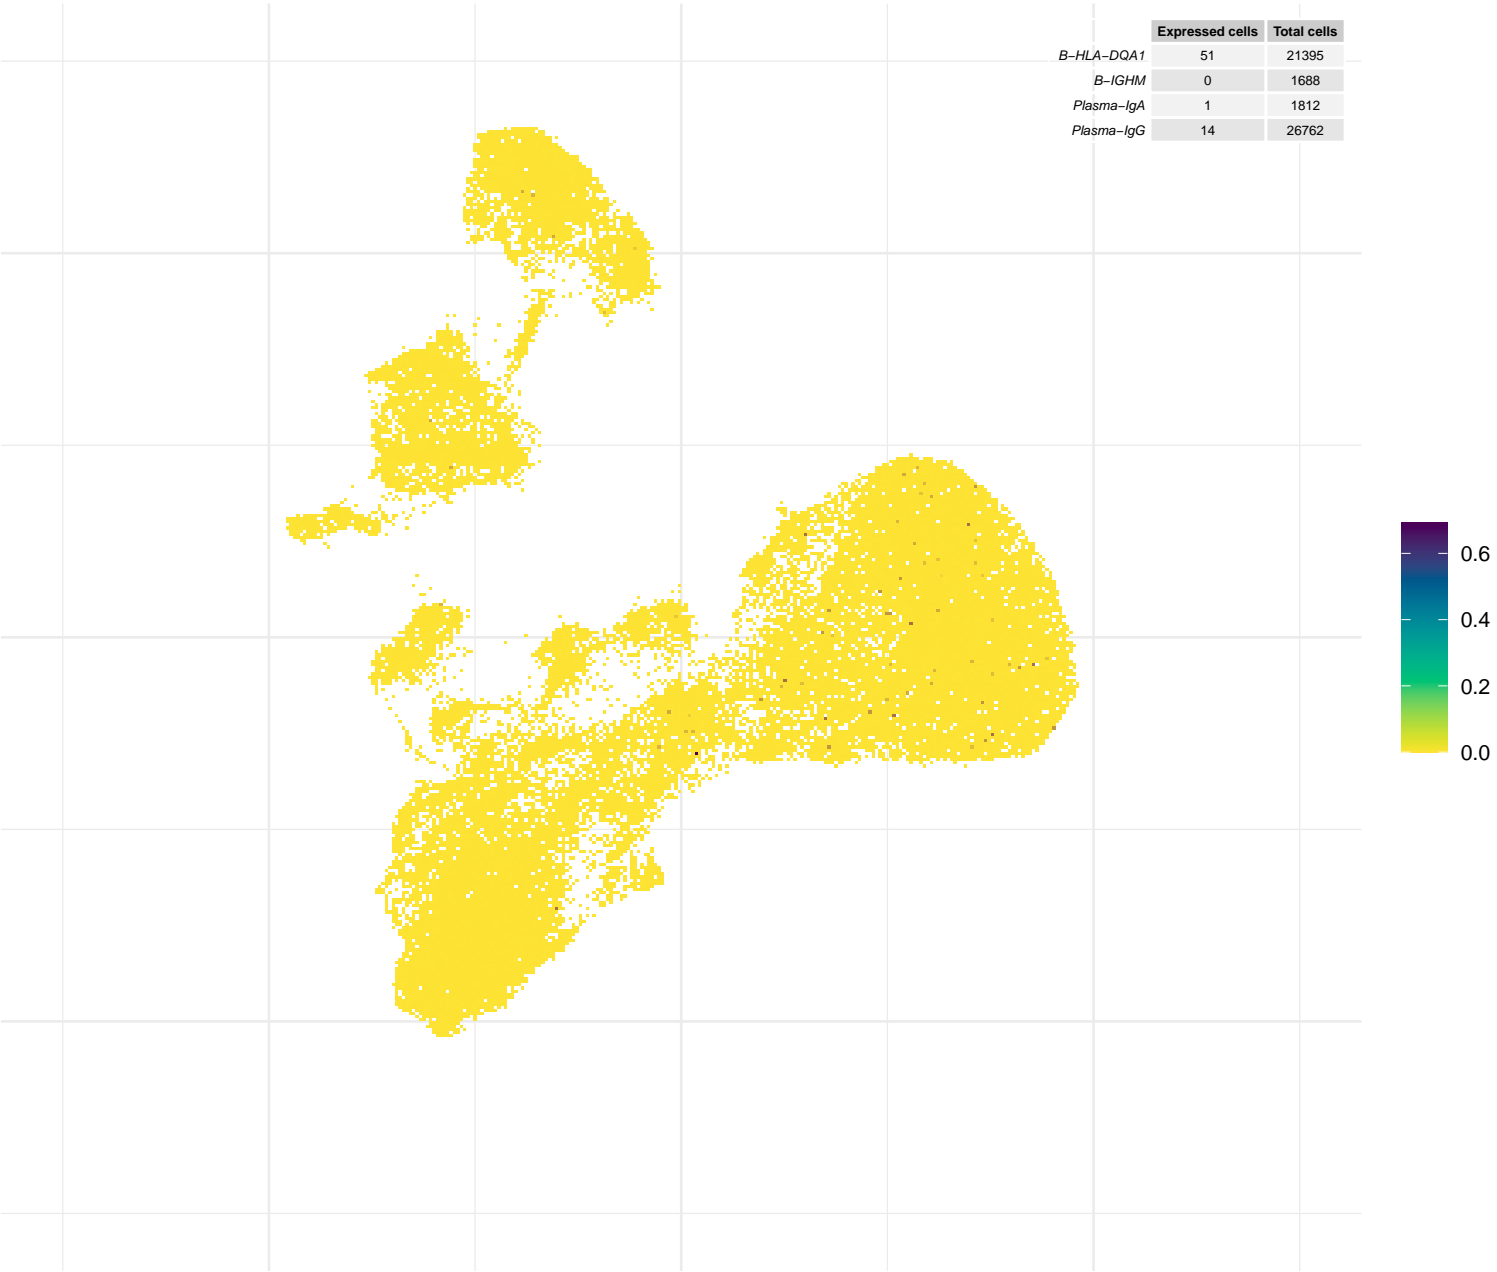 Expressed cells Total cells
B−HLA−DQA1 51 21395
B−IGHM 0 1688
Plasma−IgA 1 1812
Plasma−IgG 14 26762
0.6
0.4
0.2
0.0